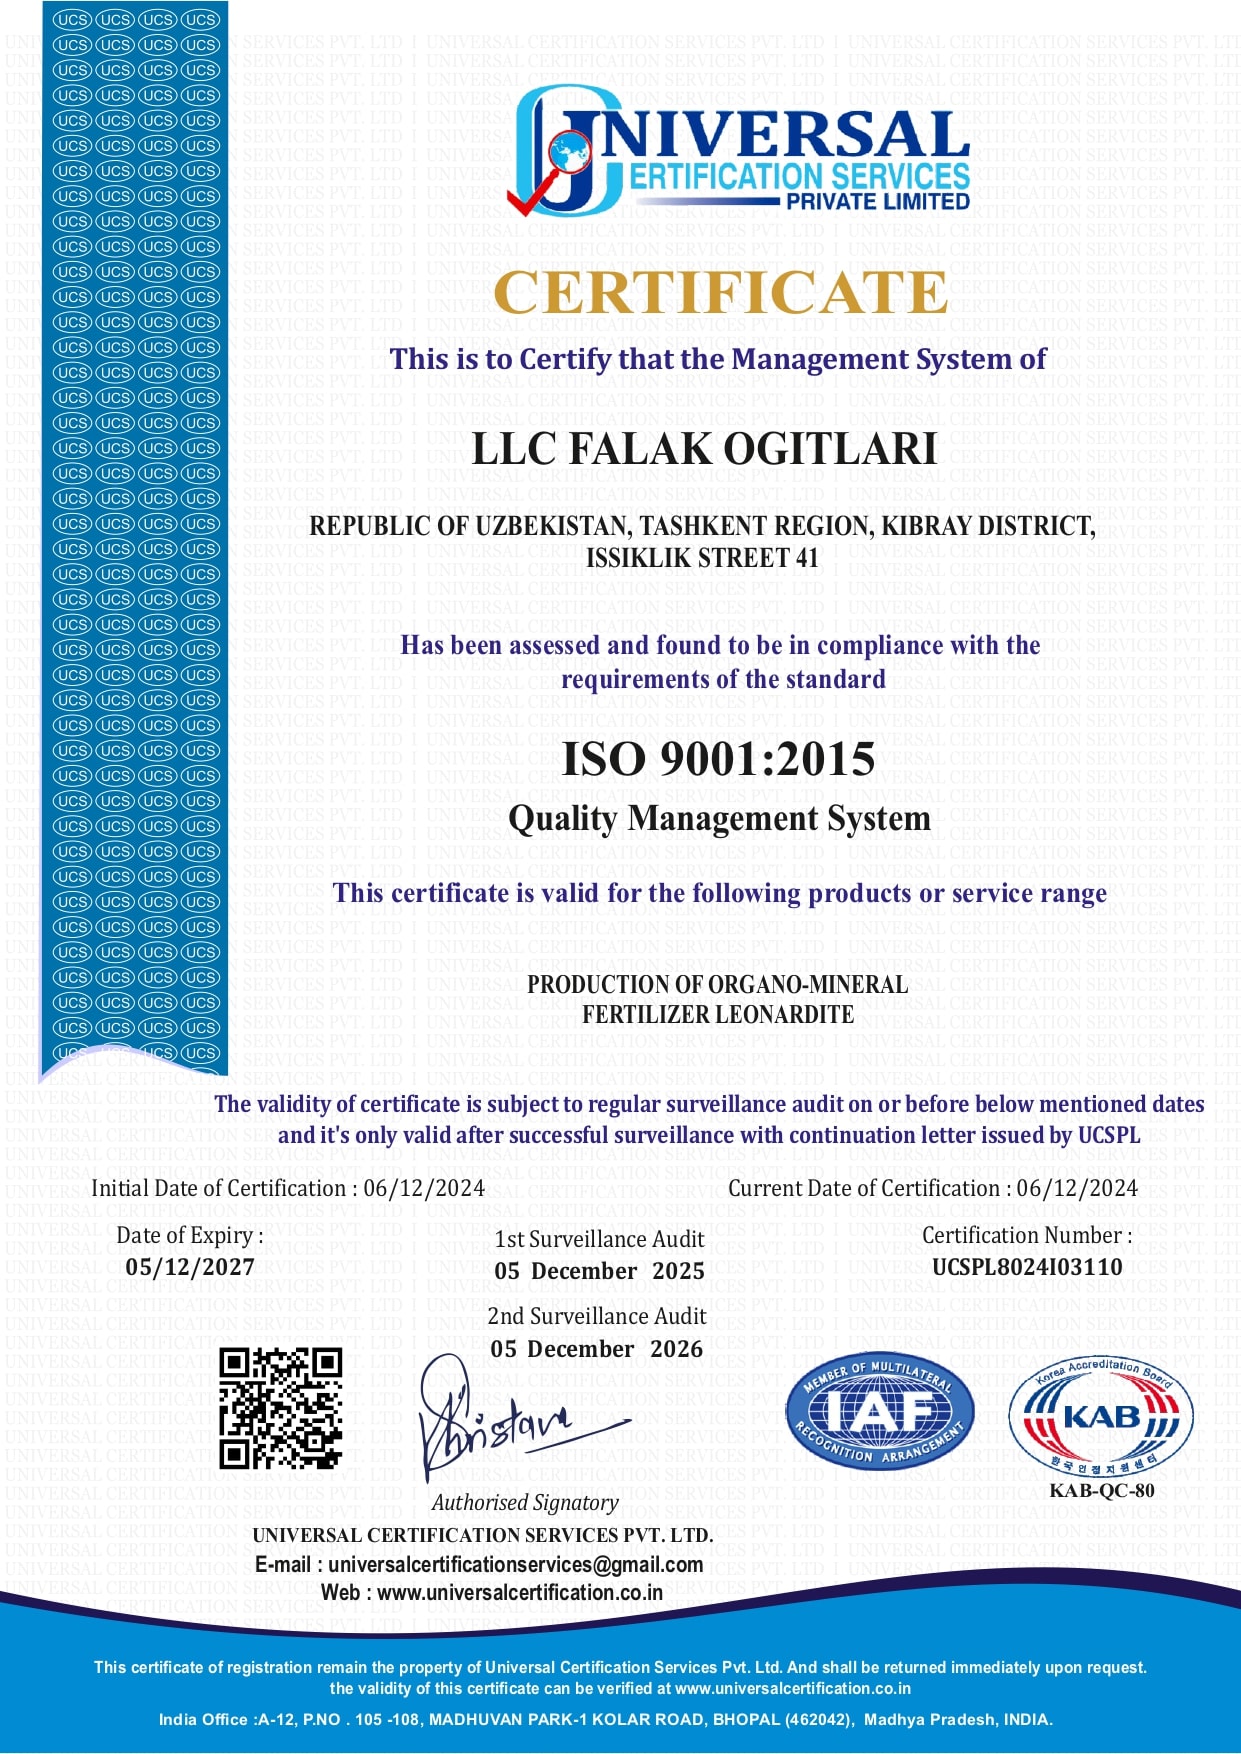 UNIVERSAL
CERTIFICATION SERVICES
PRIVATE LIMITED
CERTIFICATE
This is to Certify that the Management System of
LLC FALAK OGITLARI
REPUBLIC OF UZBEKISTAN, TASHKENT REGION, KIBRAY DISTRICT,
ISSIKLIK STREET 41
Has been assessed and found to be in compliance with the
requirements of the standard
ISO 9001:2015
Quality Management System
This certificate is valid for the following products or service range
PRODUCTION OF ORGANO-MINERAL
FERTILIZER LEONARDITE
The validity of certificate is subject to regular surveillance audit on or before below mentioned dates
and it's only valid after successful surveillance with continuation letter issued by UCSPL
Initial Date of Certification : 06/12/2024
Current Date of Certification : 06/12/2024
Date of Expiry :
05/12/2027
1st Surveillance Audit
05 December 2025
Certification Number :
UCSPL8024I03110
2nd Surveillance Audit
05 December 2026
MEMBER OF MULTILATERAL
IAF
RECOGNITION ARRANGEMENT
Korea Accreditation Board
KAB
한국인정지원센터
KAB-QC-80
Authorised Signatory
UNIVERSAL CERTIFICATION SERVICES PVT. LTD.
E-mail : universalcertificationservices@gmail.com
Web : www.universalcertification.co.in
This certificate of registration remain the property of Universal Certification Services Pvt. Ltd. And shall be returned immediately upon request.
the validity of this certificate can be verified at www.universalcertification.co.in
India Office :A-12, P.NO . 105 -108, MADHUVAN PARK-1 KOLAR ROAD, BHOPAL (462042), Madhya Pradesh, INDIA.